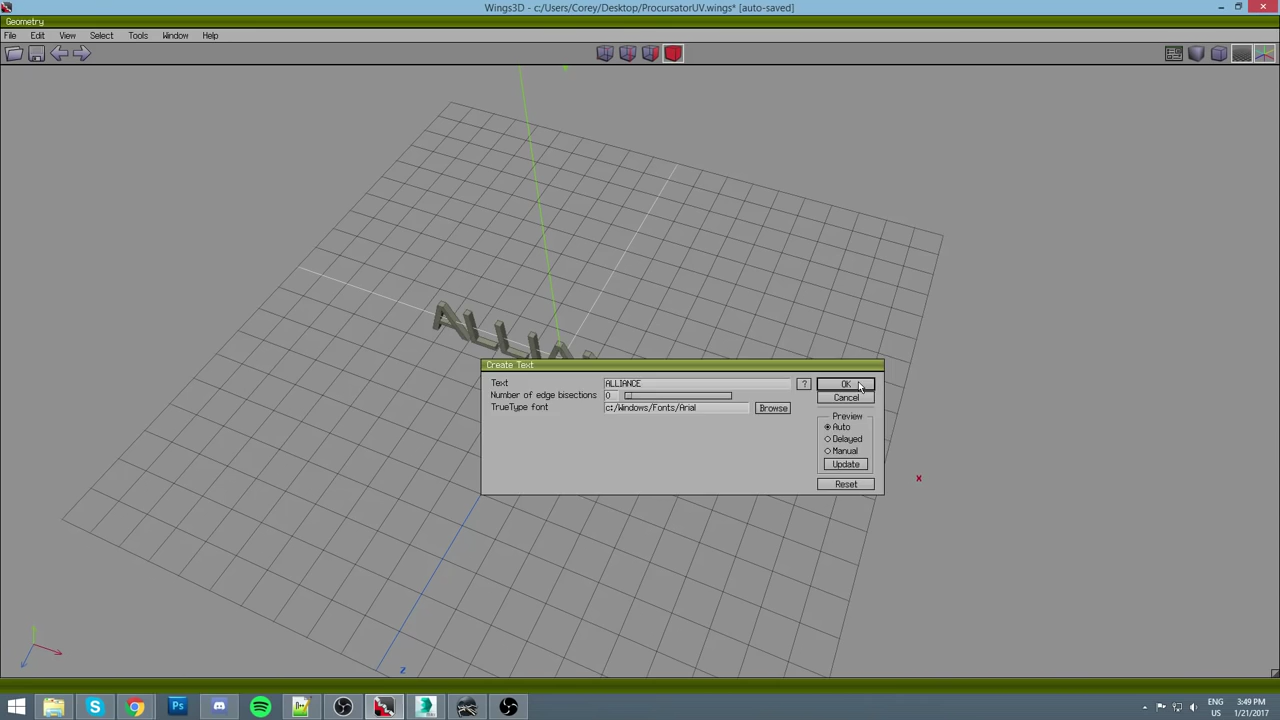 Wings3D - c:/Users/Corey/Desktop/ProcursatorUV.wings* [auto-saved]
Geometry
File Edit View Select Tools Window Help
Create Text
Text ALLIANCE ? OK
Number of edge bisections 0 Cancel
TrueType font c:/Windows/Fonts/Arial Browse
Preview
Auto
Delayed
Manual
Update
Reset
X
Z
ENG 3:49 PM
US 1/21/2017